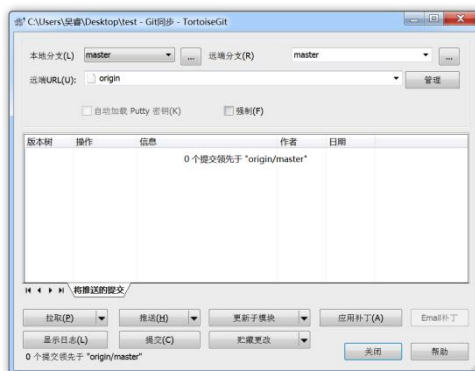 C:\Users\吴睿\Desktop\test - Git同步 - TortoiseGit
本地分支(L) master ... 远端分支(R) master ...
远端URL(U): origin 管理
自动加载 Putty 密钥(K) 强制(F)
版本树 操作 信息 作者 日期
0 个提交领先于 "origin/master"
将推送的提交
拉取(P) 推送(H) 更新子模块 应用补丁(A) Email补丁
显示日志(L) 提交(C) 贮藏更改
0 个提交领先于 "origin/master"
关闭 帮助